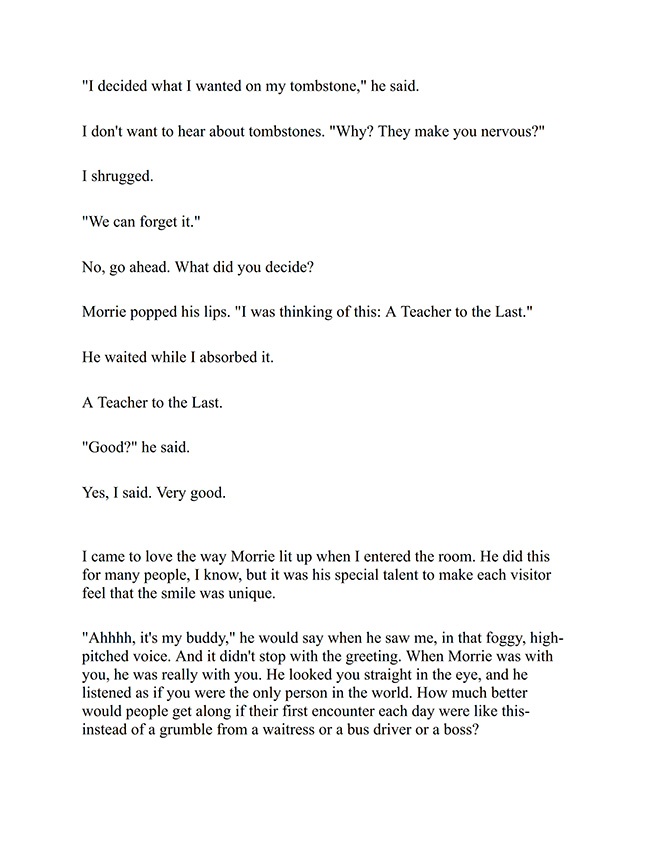 "I decided what I wanted on my tombstone," he said.
I don't want to hear about tombstones. "Why? They make you nervous?"
I shrugged.
"We can forget it."
No, go ahead. What did you decide?
Morrie popped his lips. "I was thinking of this: A Teacher to the Last."
He waited while I absorbed it.
A Teacher to the Last.
"Good?" he said.
Yes, I said. Very good.
I came to love the way Morrie lit up when I entered the room. He did this
for many people, I know, but it was his special talent to make each visitor
feel that the smile was unique.
"Ahhhh, it's my buddy," he would say when he saw me, in that foggy, high-
pitched voice. And it didn't stop with the greeting. When Morrie was with
you, he was really with you. He looked you straight in the eye, and he
listened as if you were the only person in the world. How much better
would people get along if their first encounter each day were like this-
instead of a grumble from a waitress or a bus driver or a boss?